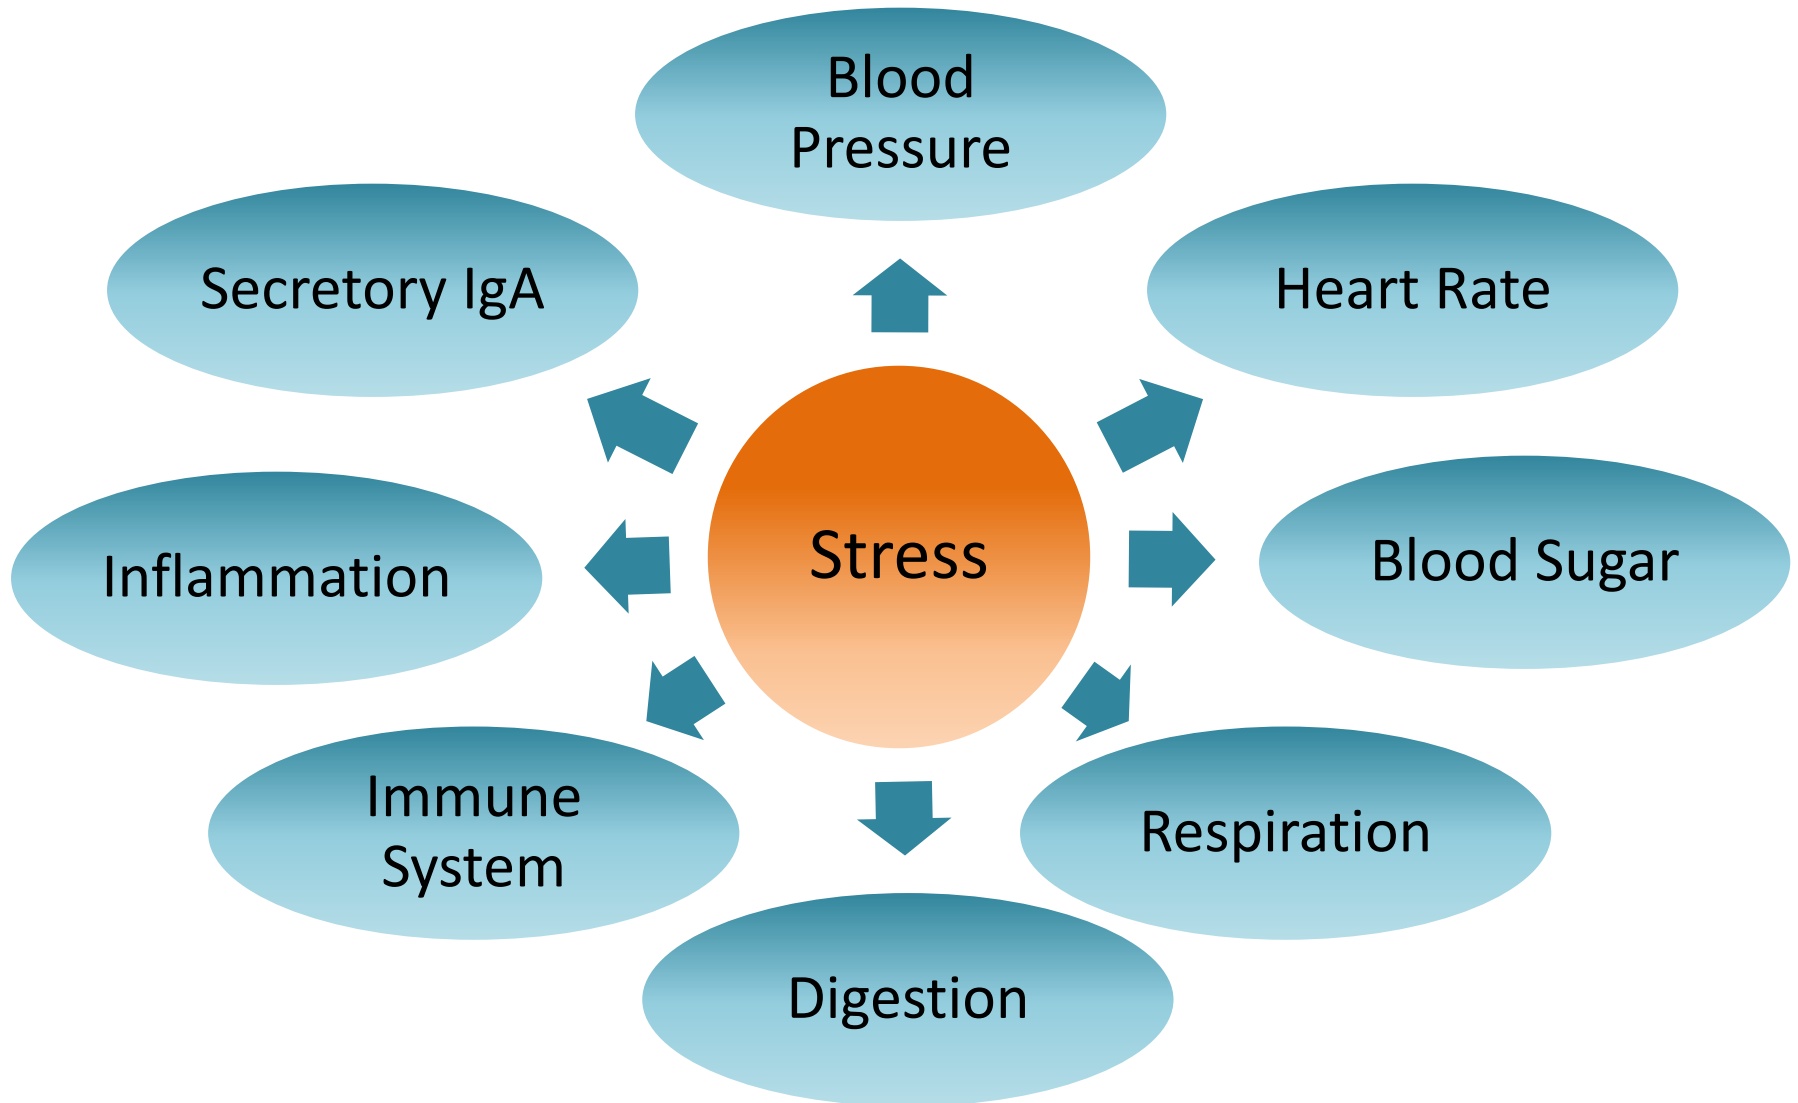 Blood
Pressure
Secretory IgA
Heart Rate
Stress
Blood Sugar
Inflammation
Immune
System
Respiration
Digestion